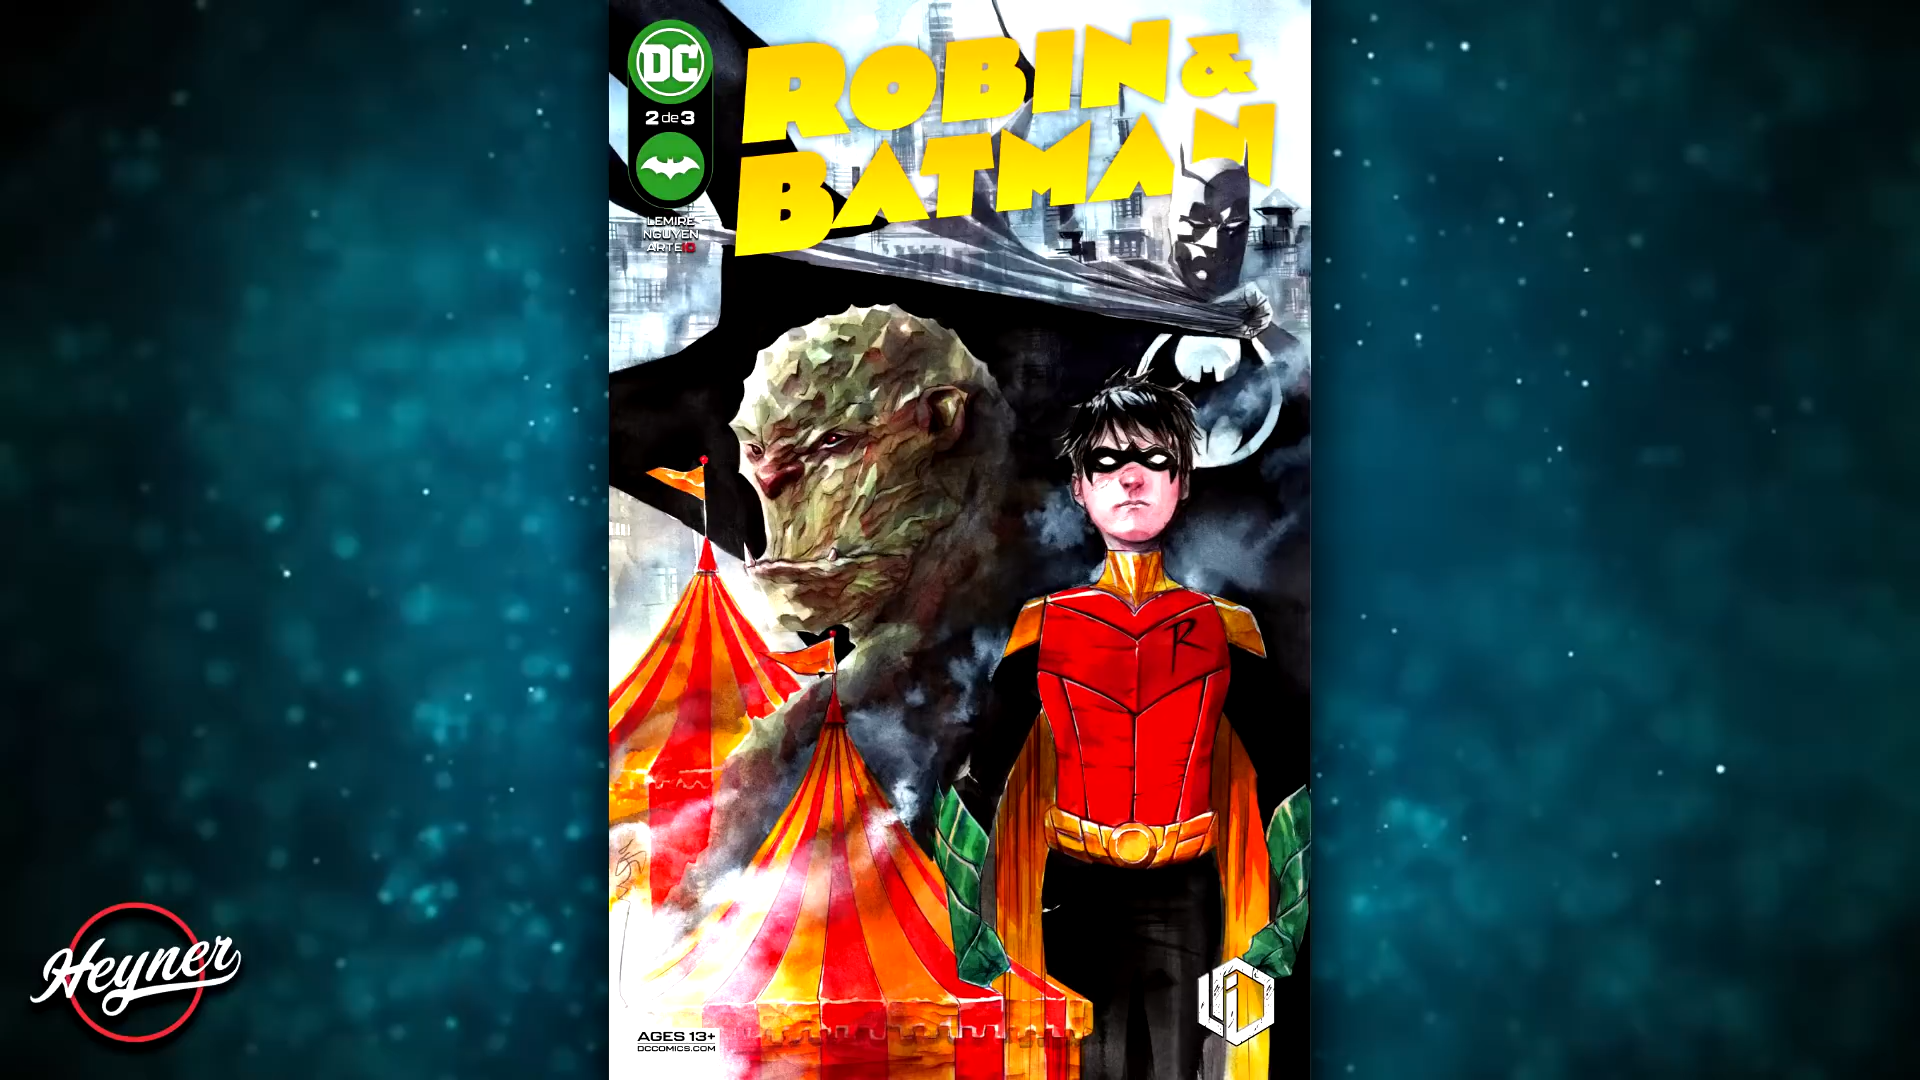 DC
ROBIN &
BATMAN
2 de 3
LEMIRE
NGUYEN
ARTE
R
Heyner
AGES 13+
DCCOMICS.COM